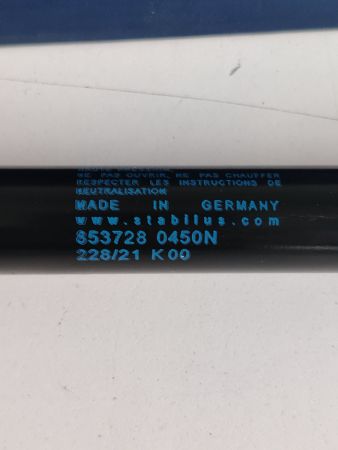 NE PAS OUVRIR, NE PAS CHAUFFER
RESPECTER LES INSTRUCTIONS DE
NEUTRALISATION
MADE IN GERMANY
www.stabilus.com
853728 0450N
228/21 K00